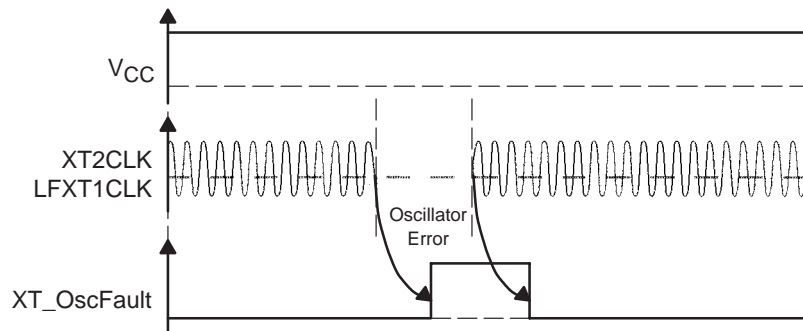 VCC
XT2CLK
LFXT1CLK
Oscillator
Error
XT_OscFault